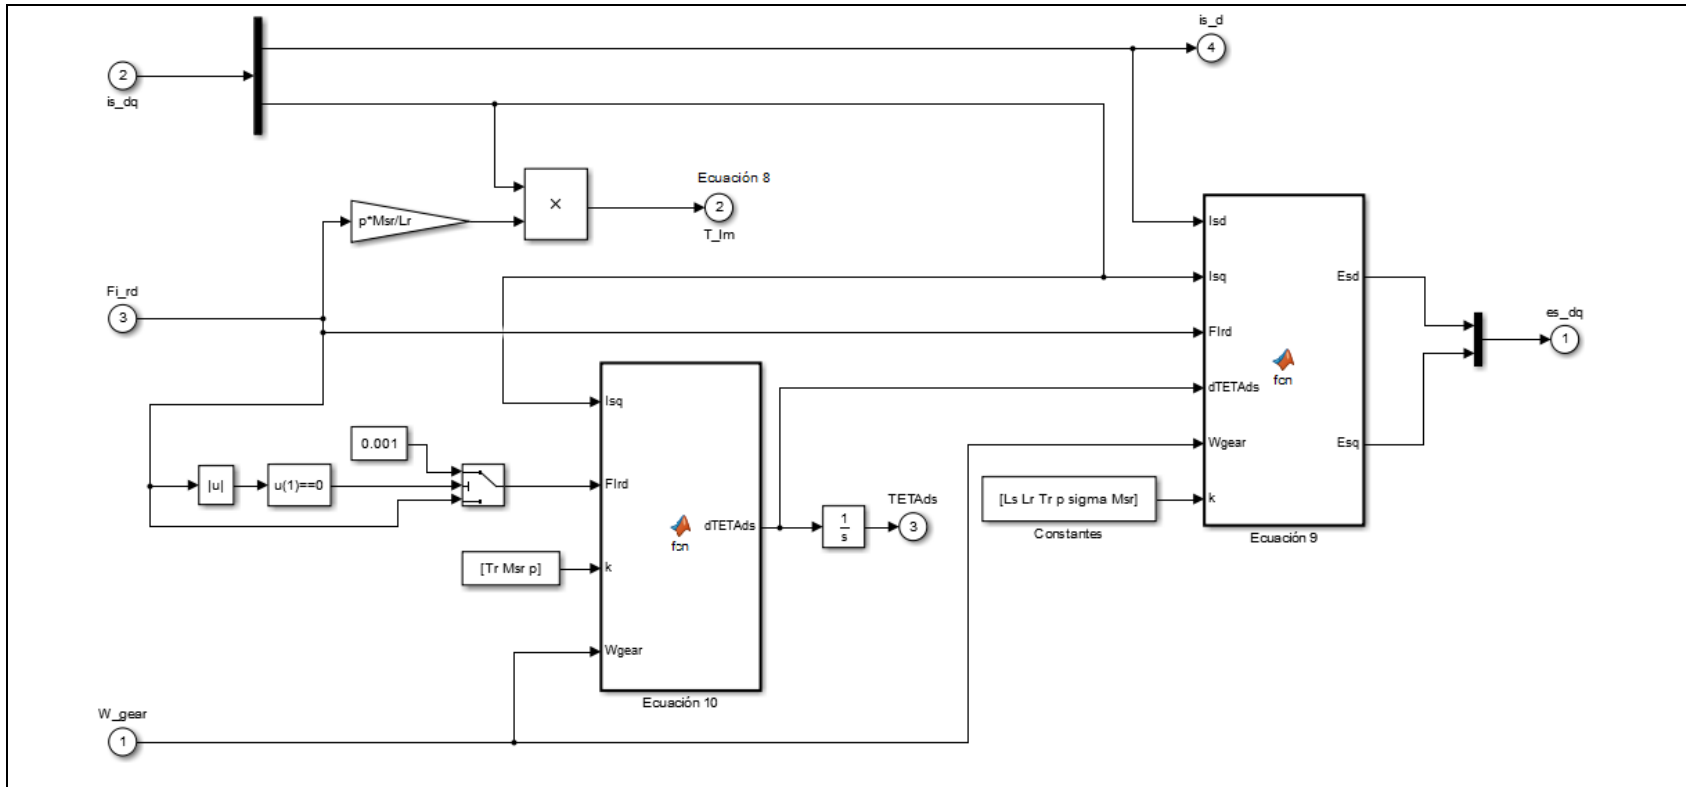 is_d
4
2
is_dq
Ecuación 8
×
2
p*Msr/Lr
T_Im
Isd
Isq
Esd
Fi_rd
3
FIrd
es_dq
1
fcn
dTETAds
Isq
0.001
Wgear
Esq
|u|
u(1)==0
FIrd
[Ls Lr Tr p sigma Msr]
k
TETAds
Constantes
dTETAds
1
s
3
Ecuación 9
fcn
[Tr Msr p]
k
Wgear
Ecuación 10
W_gear
1